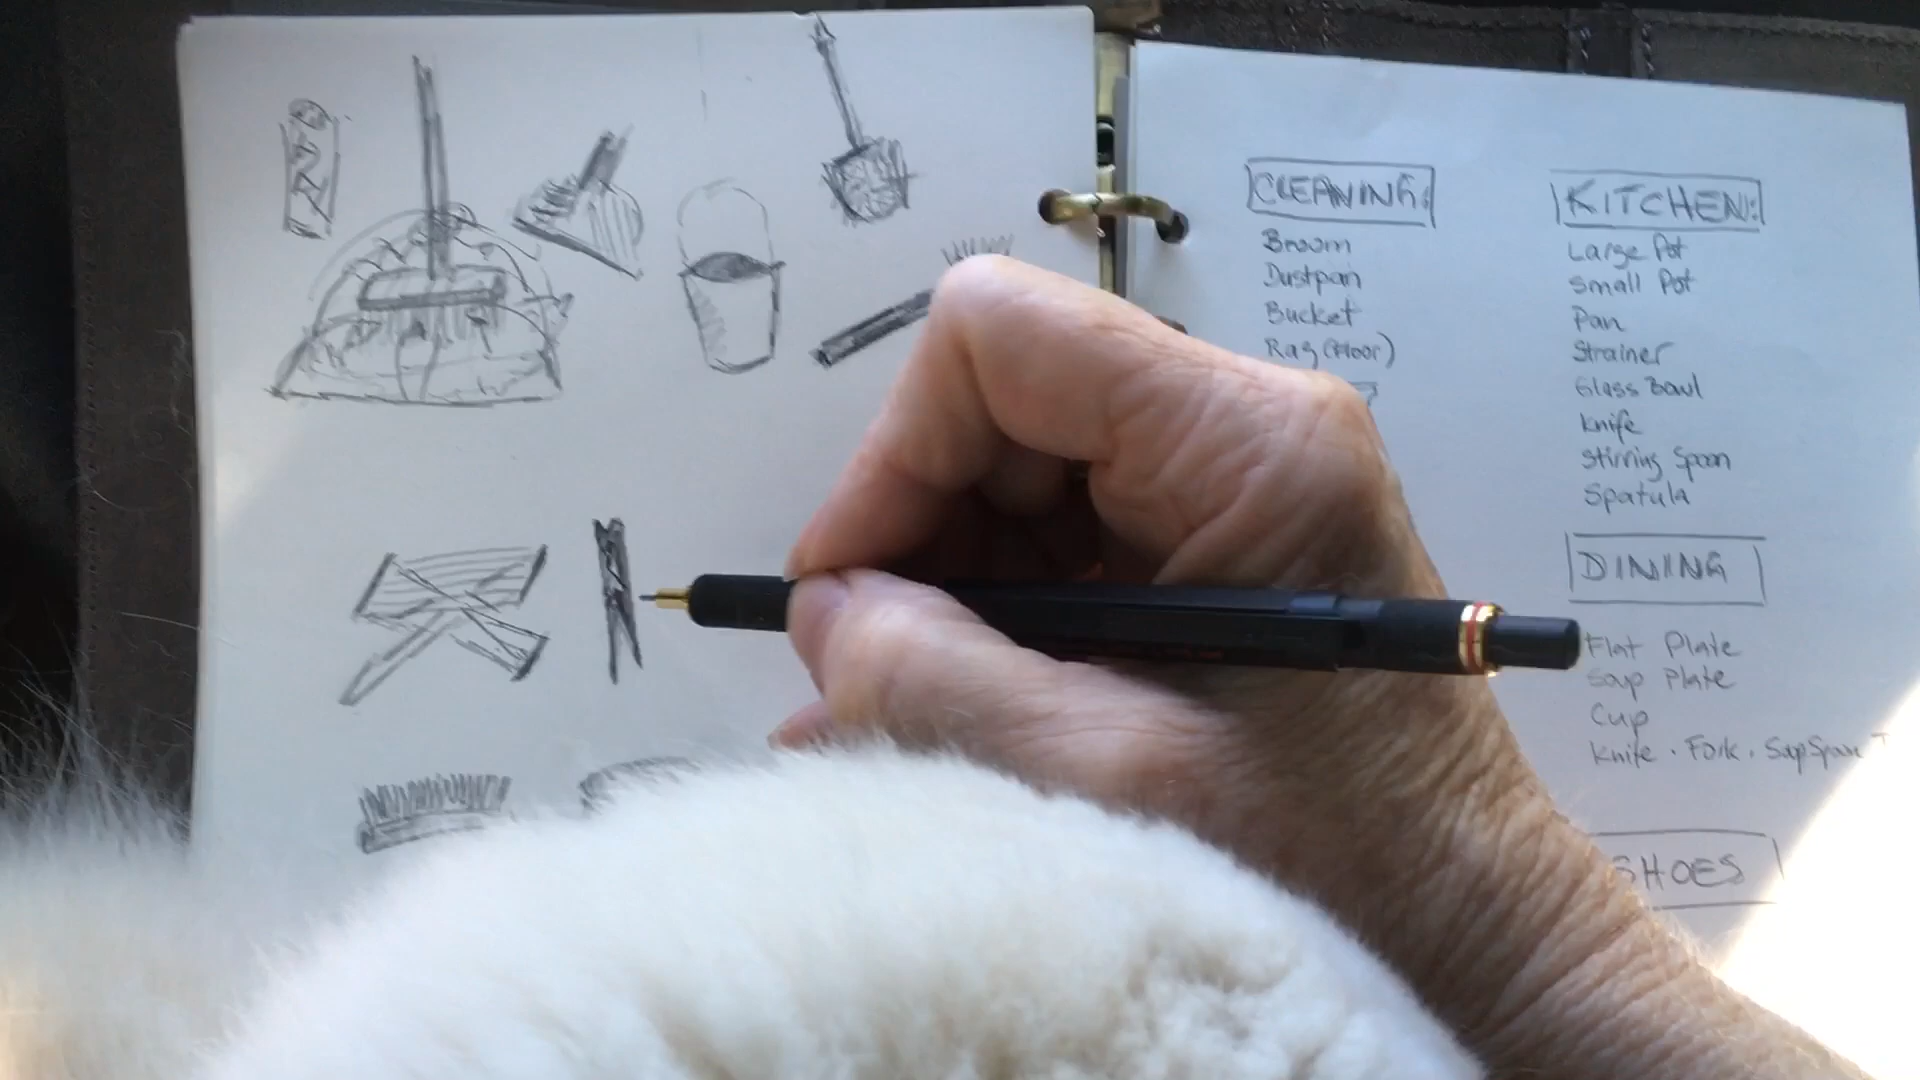 CLEANING:
Broom
Dustpan
Bucket
Rag (Floor)
KITCHEN:
Large Pot
Small Pot
Pan
Strainer
Glass Bowl
Knife
Stirring Spoon
Spatula
DINING
Flat Plate
Soup Plate
Cup
Knife . Fork . Soup Spoon T
SHOES